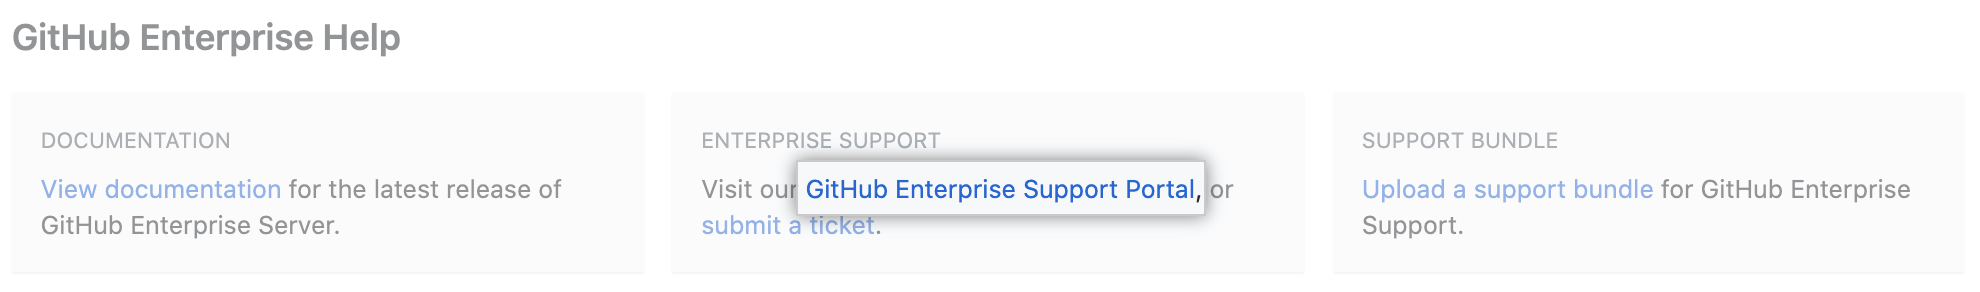 GitHub Enterprise Help
DOCUMENTATION
View documentation for the latest release of
GitHub Enterprise Server.
ENTERPRISE SUPPORT
Visit our GitHub Enterprise Support Portal, or
submit a ticket.
SUPPORT BUNDLE
Upload a support bundle for GitHub Enterprise
Support.